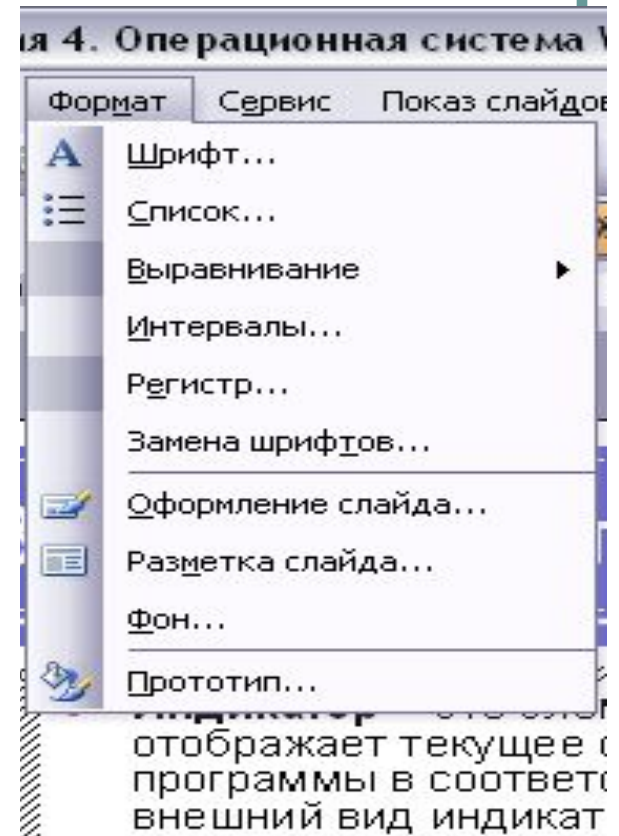 я 4. Операционная система
Формат Сервис Показ слайдов
Шрифт...
Список...
Выравнивание
Интервалы...
Регистр...
Замена шрифтов...
Оформление слайда...
Разметка слайда...
Фон...
Прототип...
отображает текущее
программы в соответ
внешний вид индикат